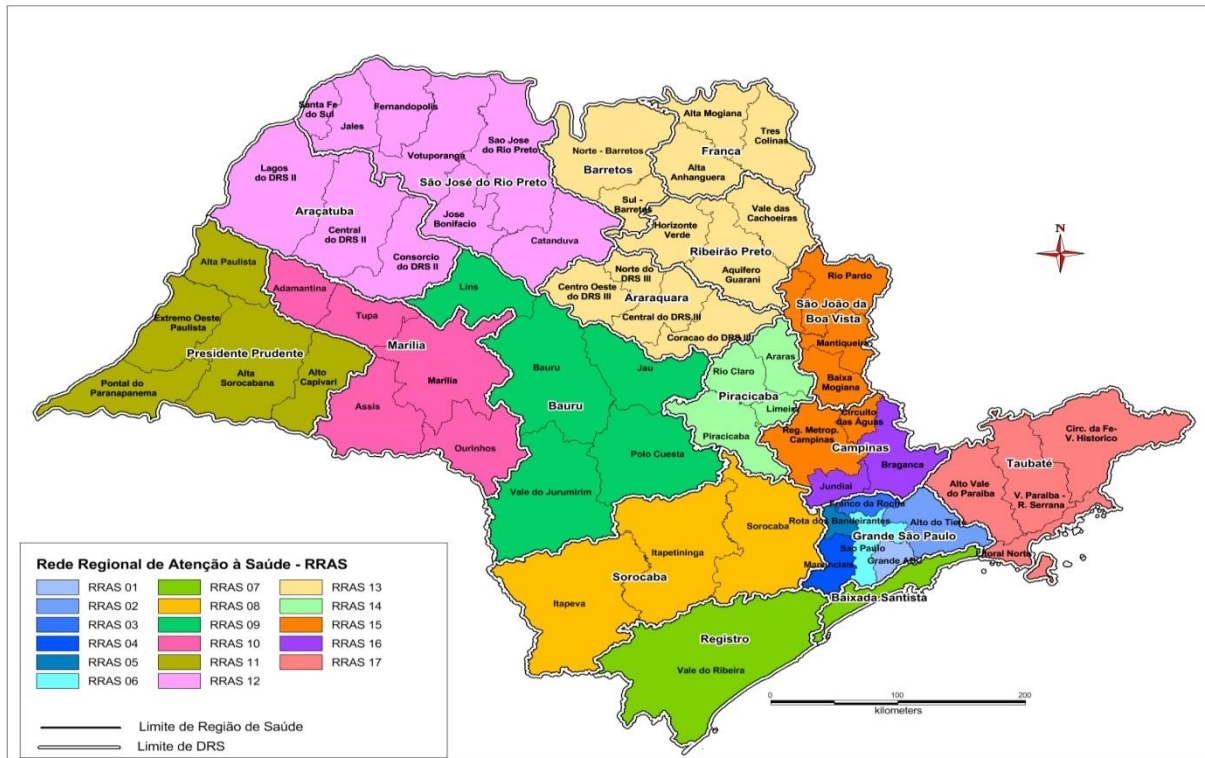 Santa Fe
do Sul
Jales
Fernandopolis
Votuporanga
Sao Jose
do Rio Preto
São José do Rio Preto
Jose
Bonifacio
Catanduva
Lagos
do DRS II
Araçatuba
Central
do DRS II
Consorcio
do DRS II
Norte - Barretos
Barretos
Sul -
Barretos
Alta Mogiana
Tres
Colinas
Franca
Alta
Anhanguera
Horizonte
Verde
Vale das
Cachoeiras
Ribeirão Preto
Aquifero
Guarani
Norte do
DRS III
Centro Oeste
do DRS III
Araraquara
Central do DRS III
Coracao do DRS III
N
Rio Pardo
São João da
Boa Vista
Mantiqueira
Baixa
Mogiana
Alta Paulista
Extremo Oeste
Paulista
Presidente Prudente
Pontal do
Paranapanema
Alta
Sorocabana
Alto
Capivari
Adamantina
Tupa
Marília
Marilia
Assis
Ourinhos
Lins
Bauru
Jau
Bauru
Polo Cuesta
Vale do Jurumirim
Rio Claro
Araras
Piracicaba
Limeira
Piracicaba
Circuito
das Águas
Reg. Metrop.
Campinas
Campinas
Braganca
Jundiai
Circ. da Fe-
V. Historico
Taubaté
Alto Vale
do Paraiba
V. Paraiba -
R. Serrana
Litoral Norte
Franco da Rocha
Rota dos Bandeirantes
Alto do Tiete
Grande São Paulo
Sao Paulo
Mananciais
Grande ABC
Baixada Santista
Sorocaba
Itapetininga
Sorocaba
Itapeva
Registro
Vale do Ribeira
0 100 200
kilometers
Rede Regional de Atenção à Saúde - RRAS
RRAS 01
RRAS 02
RRAS 03
RRAS 04
RRAS 05
RRAS 06
RRAS 07
RRAS 08
RRAS 09
RRAS 10
RRAS 11
RRAS 12
RRAS 13
RRAS 14
RRAS 15
RRAS 16
RRAS 17
Limite de Região de Saúde
Limite de DRS